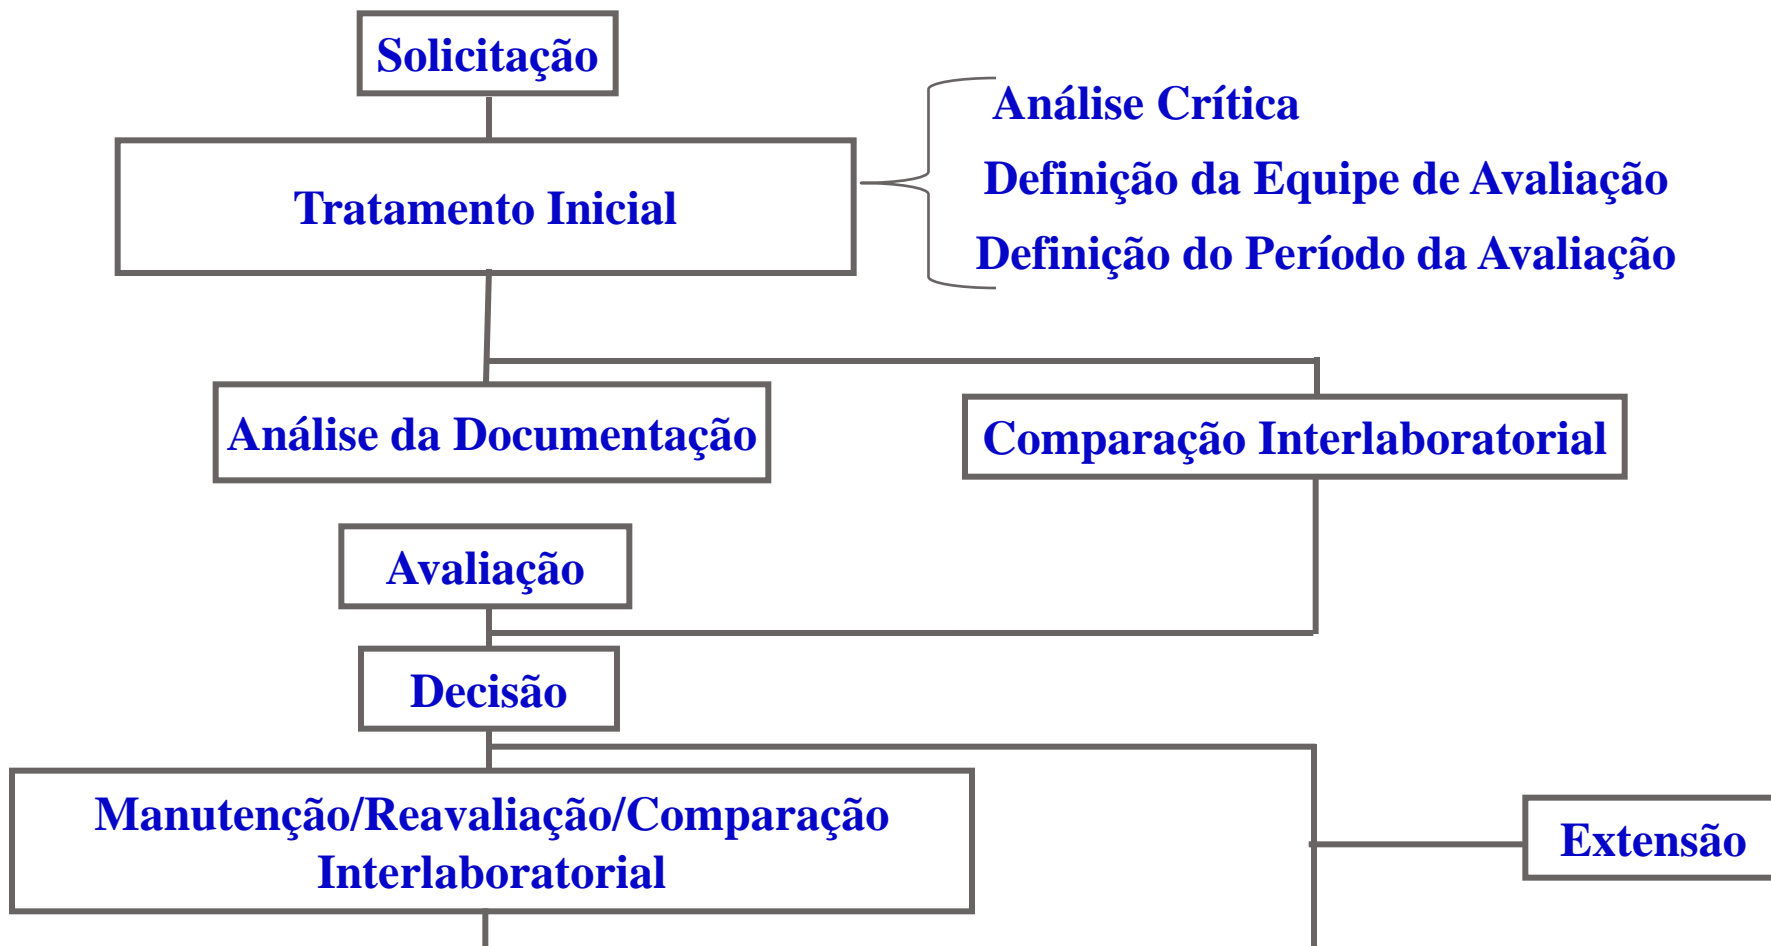 Solicitação
Análise Crítica
Definição da Equipe de Avaliação
Tratamento Inicial
Definição do Período da Avaliação
Análise da Documentação
Comparação Interlaboratorial
Avaliação
Decisão
Manutenção/Reavaliação/Comparação
Interlaboratorial
Extensão